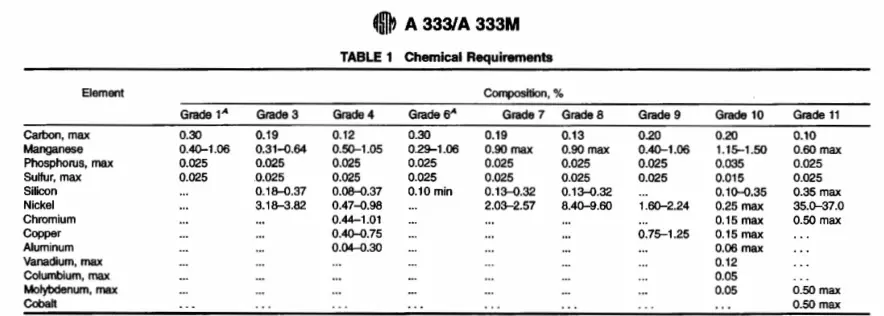 ASTM A 333/A 333M
TABLE 1 Chemical Requirements
Element Composition, %
Grade 1A Grade 3 Grade 4 Grade 6A Grade 7 Grade 8 Grade 9 Grade 10 Grade 11
Carbon, max 0.30 0.19 0.12 0.30 0.19 0.13 0.20 0.20 0.10
Manganese 0.40–1.06 0.31–0.64 0.50–1.05 0.29–1.06 0.90 max 0.90 max 0.40–1.06 1.15–1.50 0.60 max
Phosphorus, max 0.025 0.025 0.025 0.025 0.025 0.025 0.025 0.035 0.025
Sulfur, max 0.025 0.025 0.025 0.025 0.025 0.025 0.025 0.015 0.025
Silicon ... 0.18–0.37 0.08–0.37 0.10 min 0.13–0.32 0.13–0.32 ... 0.10–0.35 0.35 max
Nickel ... 3.18–3.82 0.47–0.98 ... 2.03–2.57 8.40–9.60 1.60–2.24 0.25 max 35.0–37.0
Chromium ... ... 0.44–1.01 ... ... ... ... 0.15 max 0.50 max
Copper ... ... 0.40–0.75 ... ... ... 0.75–1.25 0.15 max ...
Aluminum ... ... 0.04–0.30 ... ... ... ... 0.06 max ...
Vanadium, max ... ... ... ... ... ... ... 0.12 ...
Columbium, max ... ... ... ... ... ... ... 0.05 ...
Molybdenum, max ... ... ... ... ... ... ... 0.05 0.50 max
Cobalt ... ... ... ... ... ... ... ... 0.50 max